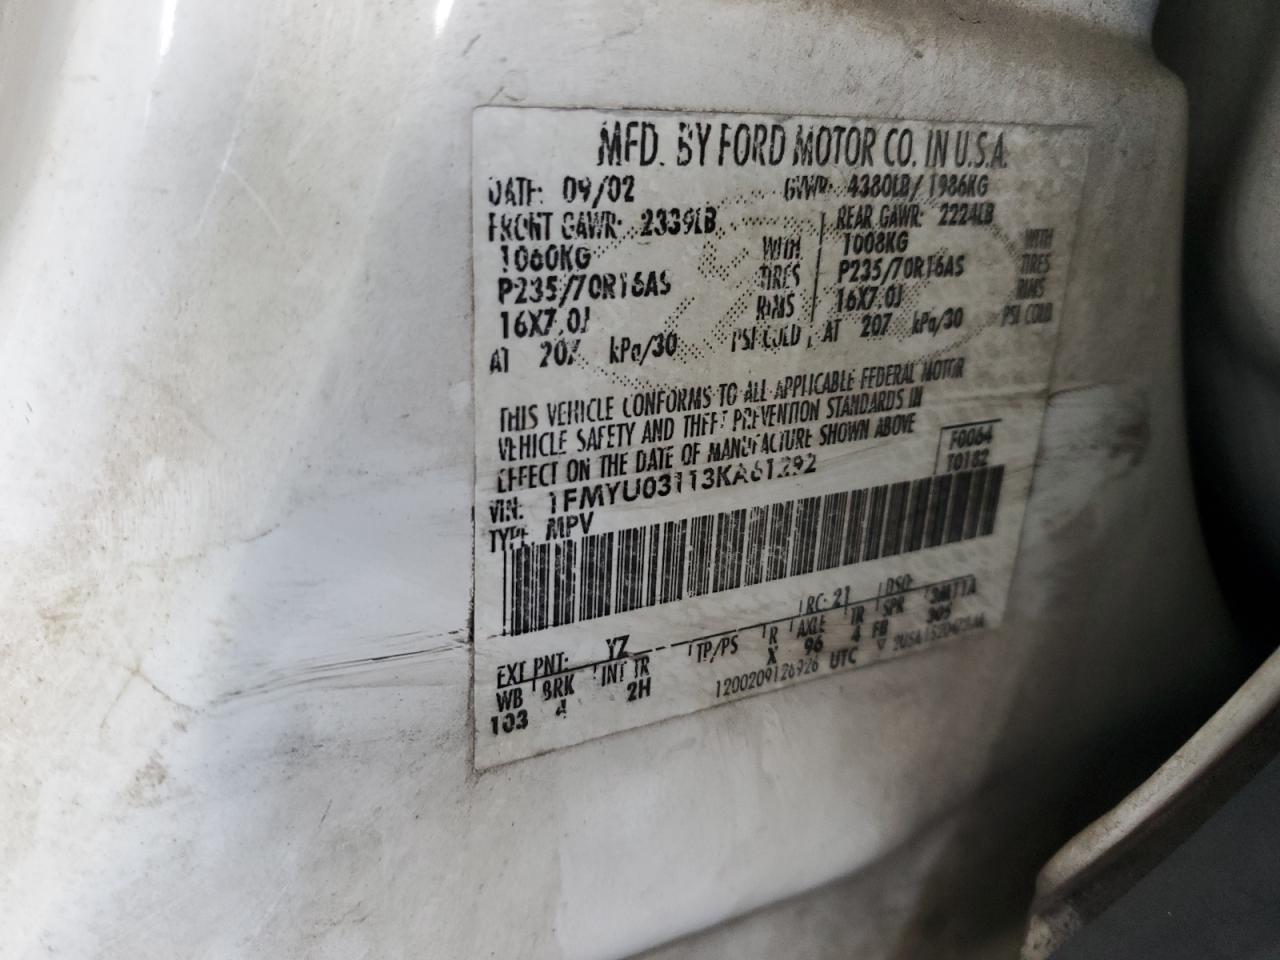 MFD. BY FORD MOTOR CO. IN U.S.A.
DATE: 09/02 GVWR: 4380LB/ 1986KG
FRONT GAWR: 2339LB REAR GAWR: 2224LB
1060KG WITH 1008KG WITH
P235/70R16AS TIRES P235/70R16AS TIRES
16X7.0J RIMS 16X7.0J RIMS
AT 207 kPa/30 PSI COLD AT 207 kPa/30 PSI COLD
THIS VEHICLE CONFORMS TO ALL APPLICABLE FEDERAL MOTOR
VEHICLE SAFETY AND THEFT PREVENTION STANDARDS IN
EFFECT ON THE DATE OF MANUFACTURE SHOWN ABOVE
F0064
T0182
VIN: 1FMYU03113KA61292
TYPE: MPV
EXT PNT: YZ RC: 21 DSO:
WB BRK INT TR TP/PS R AXLE TR SPR
103 4 2H X 96 4 FB
1200209126926 UTC